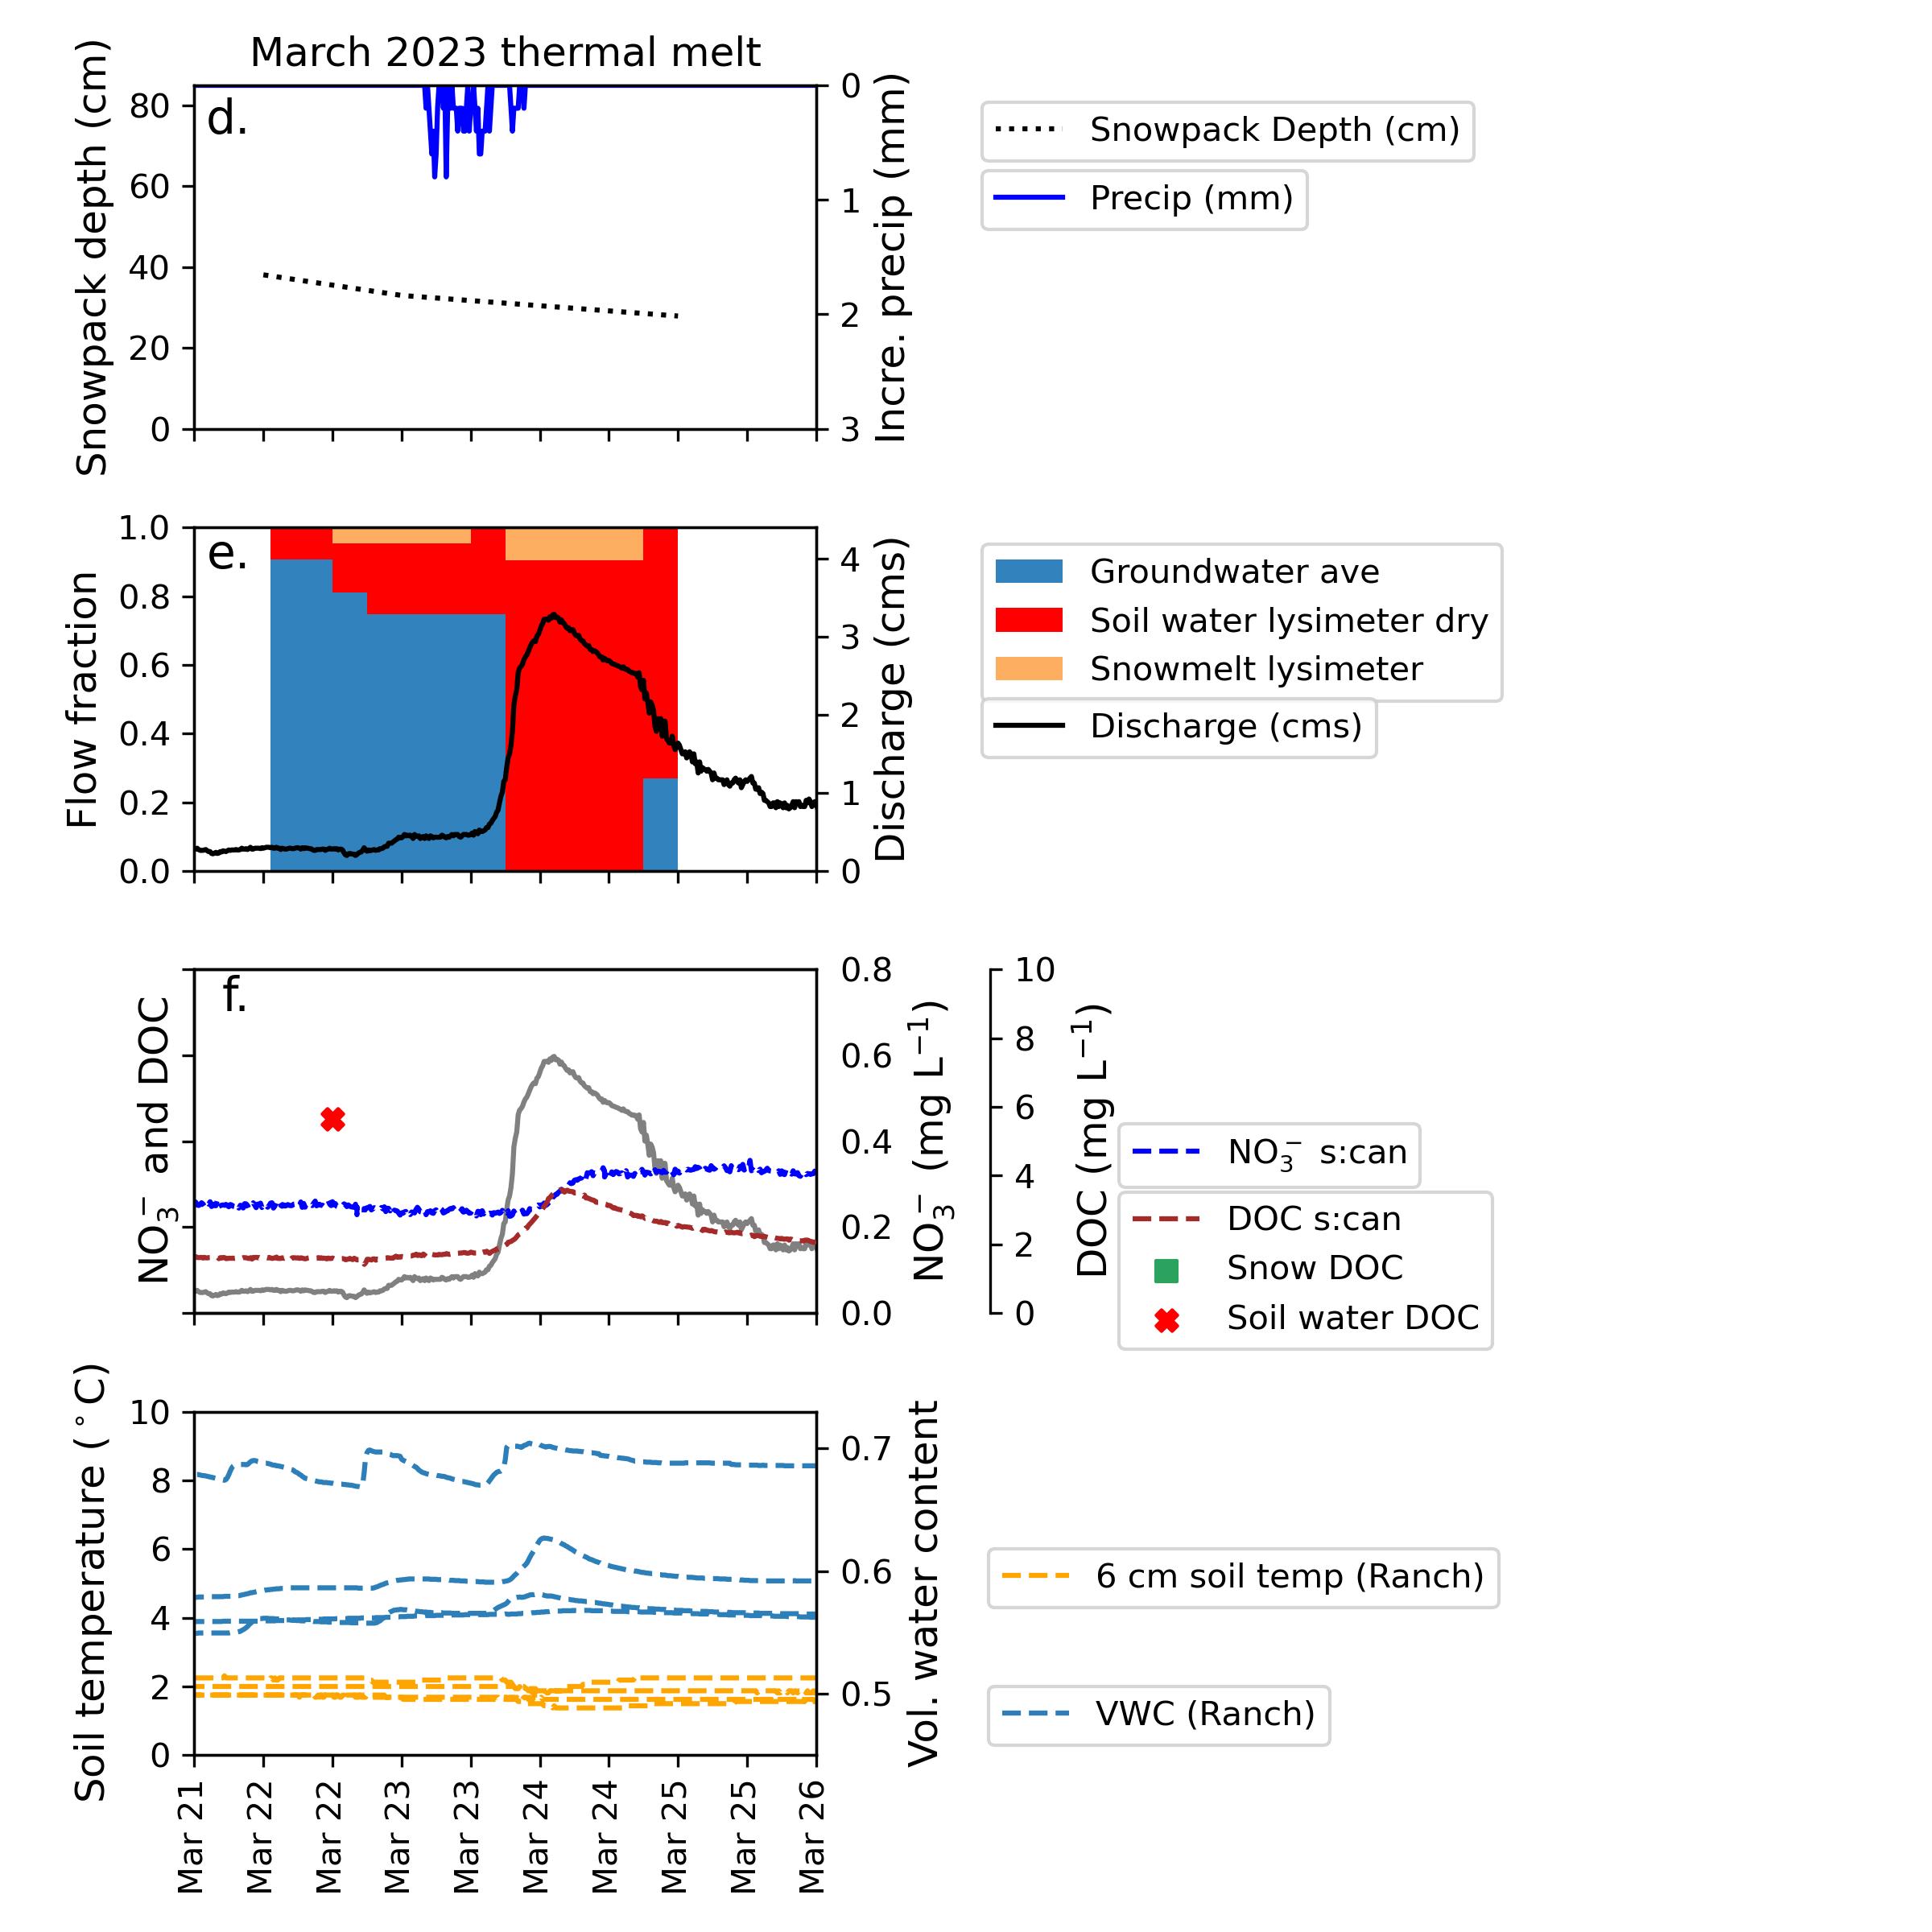 March 2023 thermal melt
d.
Snowpack depth (cm)
80
60
40
20
0
0
1
2
3
Incre. precip (mm)
Snowpack Depth (cm)
Precip (mm)
e.
Flow fraction
1.0
0.8
0.6
0.4
0.2
0.0
4
3
2
1
0
Discharge (cms)
Groundwater ave
Soil water lysimeter dry
Snowmelt lysimeter
Discharge (cms)
f.
NO₃⁻ and DOC
0.8
0.6
0.4
0.2
0.0
NO₃⁻ (mg L⁻¹)
10
8
6
4
2
0
DOC (mg L⁻¹)
NO₃⁻ s:can
DOC s:can
Snow DOC
Soil water DOC
Soil temperature (°C)
10
8
6
4
2
0
0.7
0.6
0.5
Vol. water content
6 cm soil temp (Ranch)
VWC (Ranch)
Mar 21
Mar 22
Mar 22
Mar 23
Mar 23
Mar 24
Mar 24
Mar 25
Mar 25
Mar 26